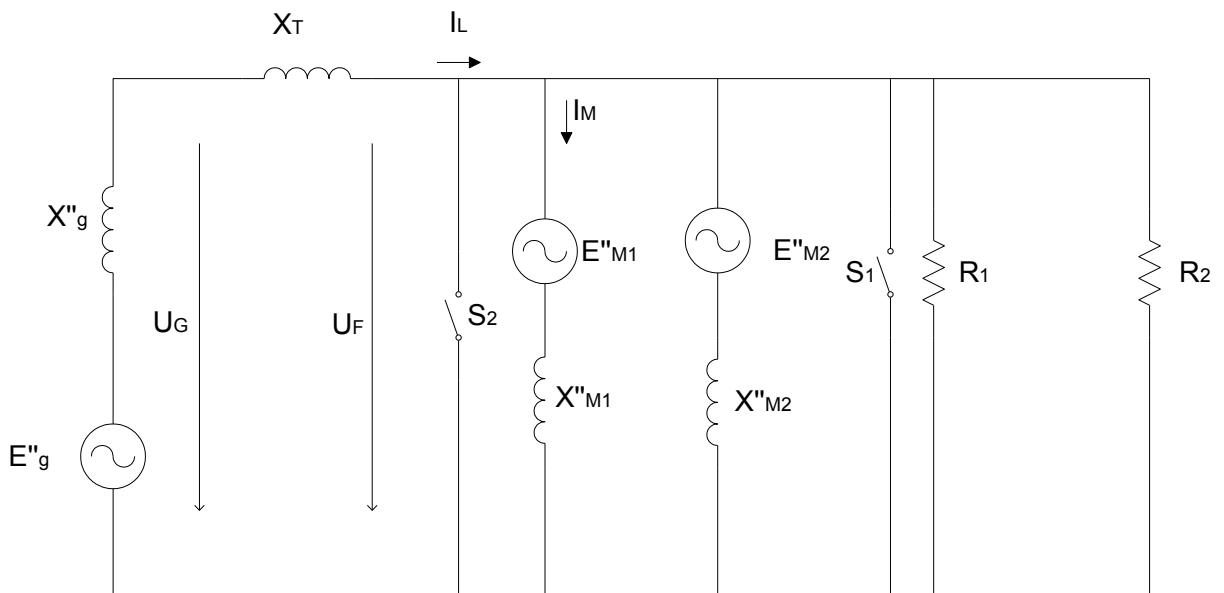 XT
IL
IM
X"g
E"M1
E"M2
S1
R1
R2
UG
UF
S2
X"M1
X"M2
E"g